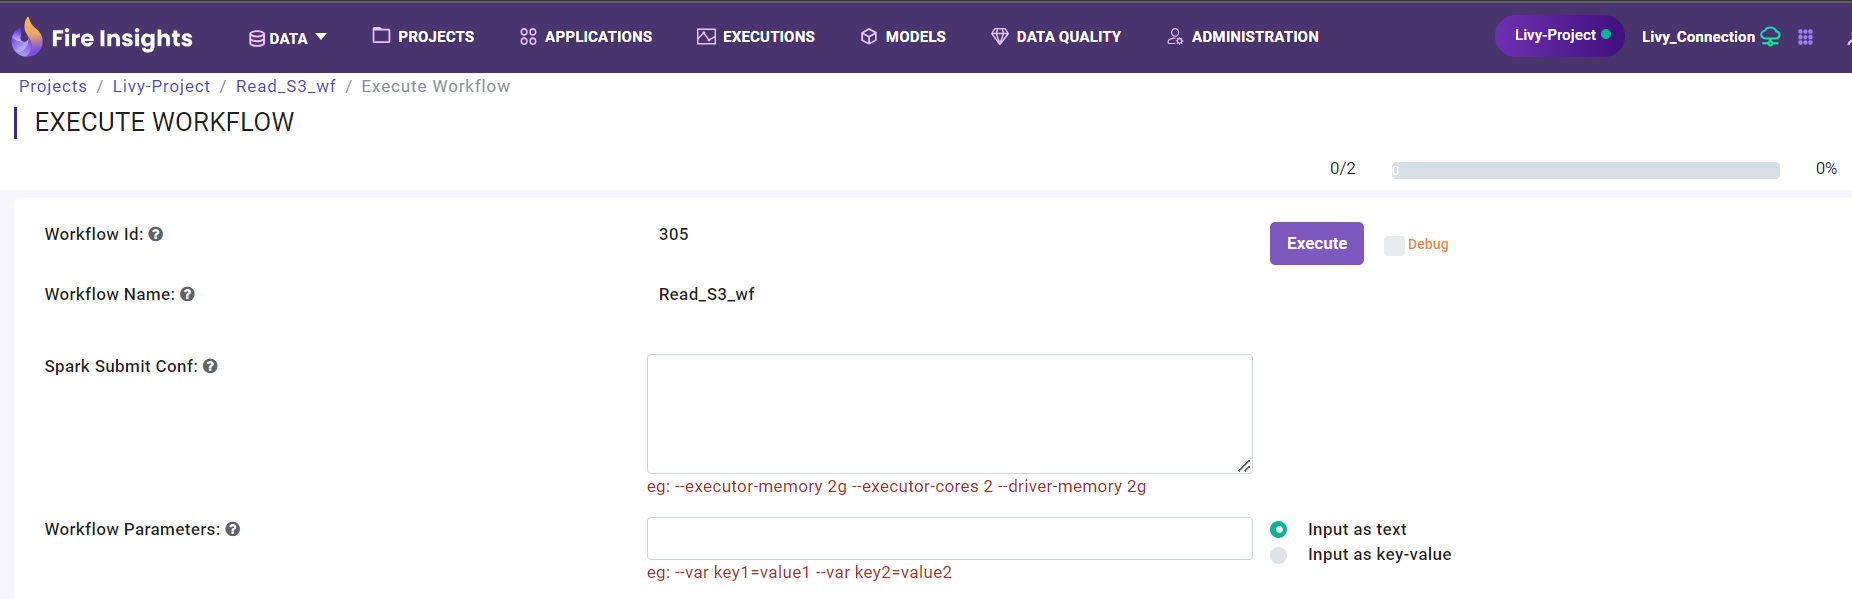 Fire Insights DATA PROJECTS APPLICATIONS EXECUTIONS MODELS DATA QUALITY ADMINISTRATION Livy-Project Livy_Connection
Projects / Livy-Project / Read_S3_wf / Execute Workflow
EXECUTE WORKFLOW
0/2 0 0%
Workflow Id: 305 Execute Debug
Workflow Name: Read_S3_wf
Spark Submit Conf:
eg: --executor-memory 2g --executor-cores 2 --driver-memory 2g
Workflow Parameters: Input as text
Input as key-value
eg: --var key1=value1 --var key2=value2